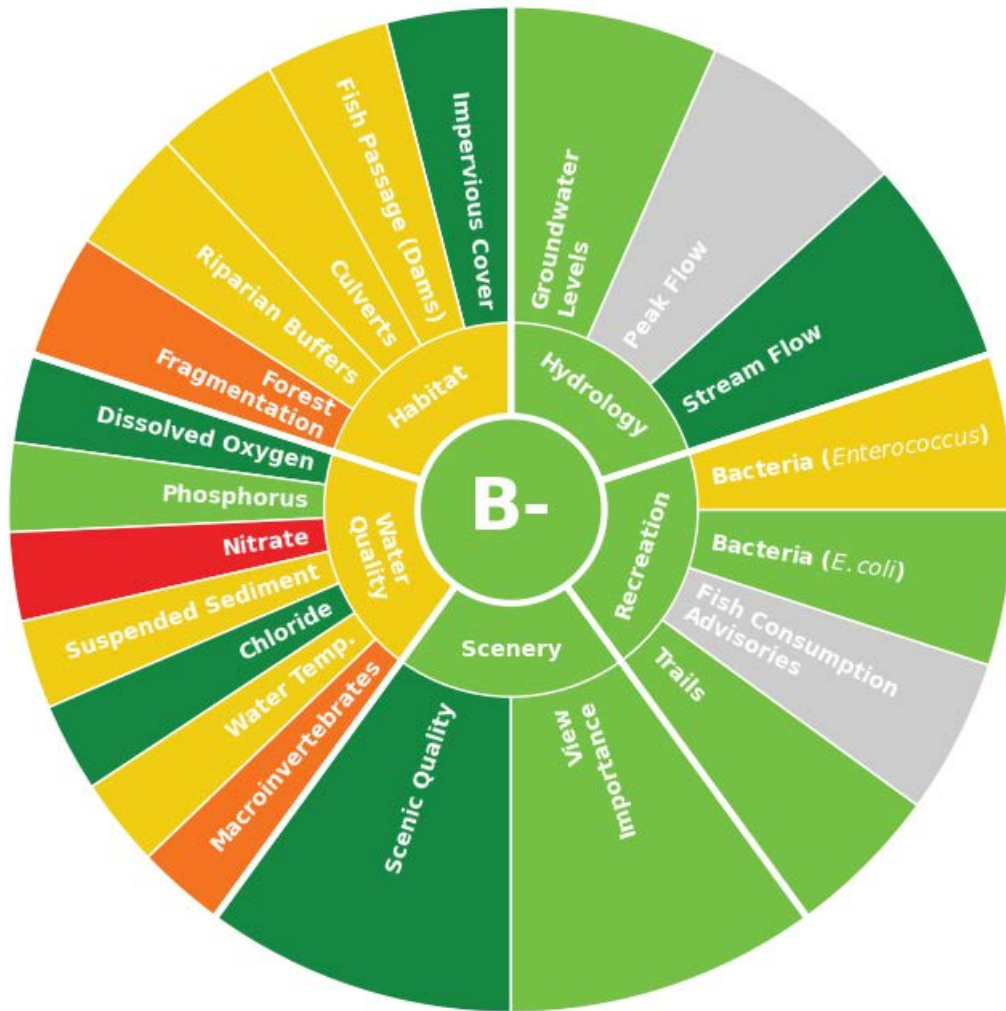 B-
Hydrology
Groundwater
Levels
Peak Flow
Stream Flow
Recreation
Bacteria (Enterococcus)
Bacteria (E.coli)
Fish Consumption
Advisories
Trails
Scenery
View
Importance
Scenic Quality
Water
Quality
Macroinvertebrates
Water Temp.
Chloride
Suspended Sediment
Nitrate
Phosphorus
Dissolved Oxygen
Habitat
Forest
Fragmentation
Riparian Buffers
Culverts
Fish Passage (Dams)
Impervious Cover